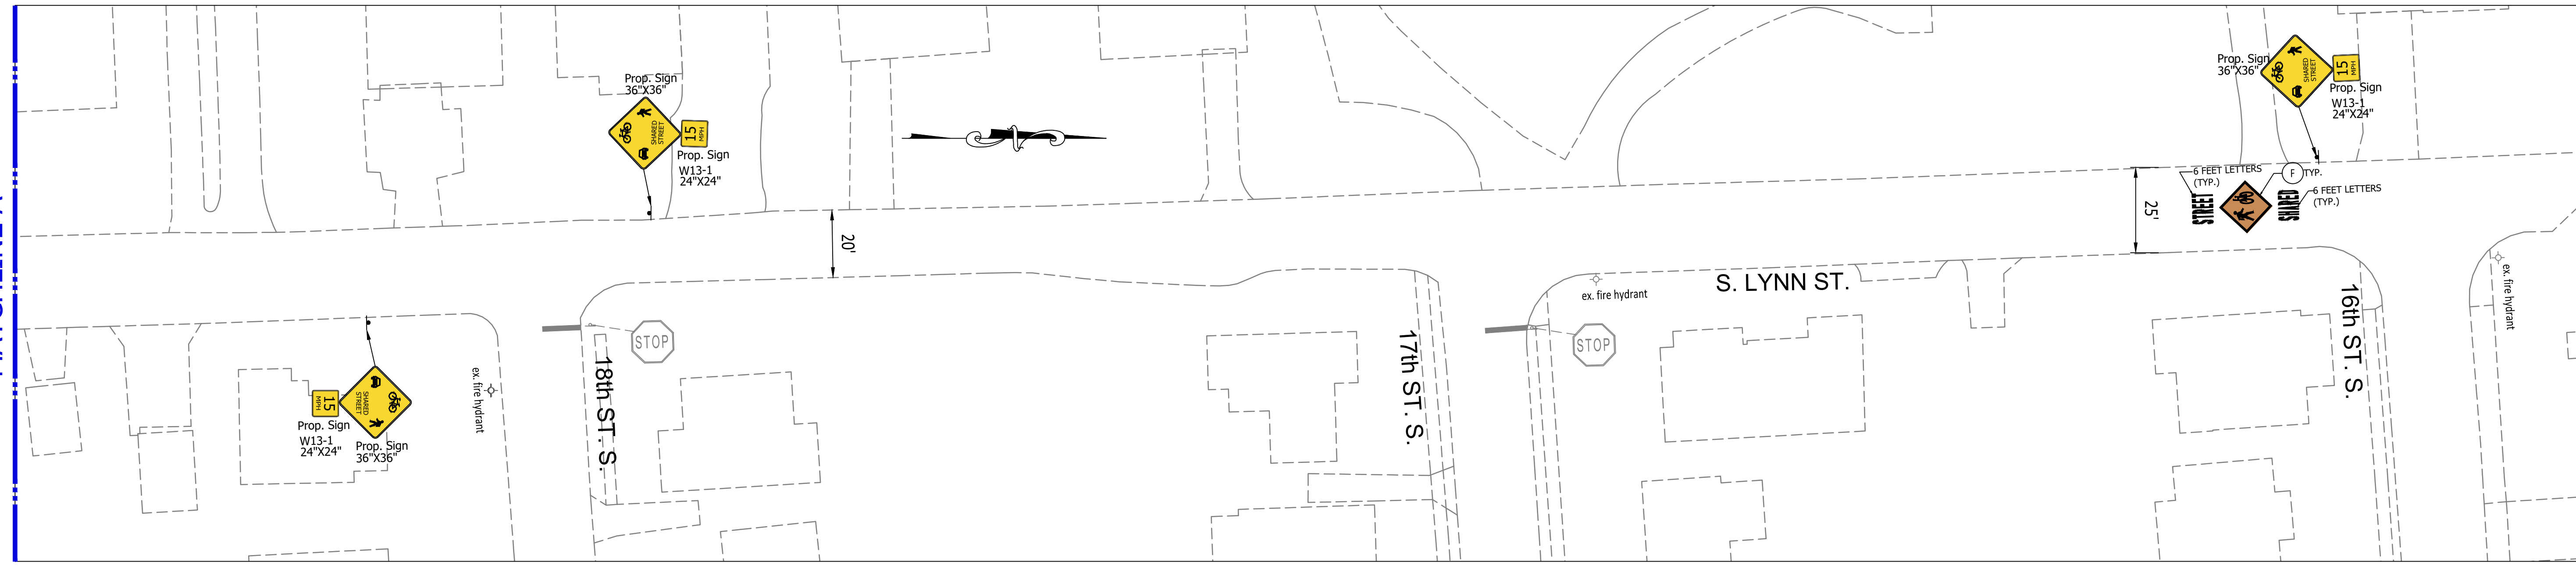 Prop. Sign
36"X36"
SHARED
STREET
15
MPH
Prop. Sign
W13-1
24"X24"
20'
Prop. Sign
36"X36"
SHARED
STREET
15
MPH
Prop. Sign
W13-1
24"X24"
6 FEET LETTERS
(TYP.)
F
TYP.
6 FEET LETTERS
(TYP.)
STREET
SHARED
25'
S. LYNN ST.
ex. fire hydrant
ex. fire hydrant
STOP
STOP
18th ST. S.
17th ST. S.
16th ST. S.
ex. fire hydrant
SHARED
STREET
15
MPH
Prop. Sign
W13-1
24"X24"
Prop. Sign
36"X36"